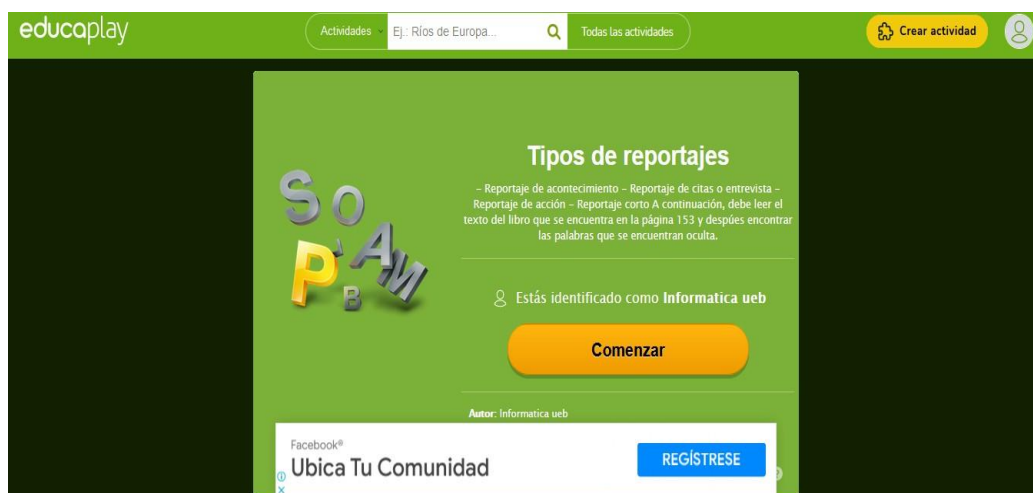 educaplay
Actividades Ej.: Ríos de Europa... Todas las actividades Crear actividad
Tipos de reportajes
– Reportaje de acontecimiento – Reportaje de citas o entrevista –
Reportaje de acción – Reportaje corto A continuación, debe leer el
texto del libro que se encuentra en la página 153 y despúes encontrar
las palabras que se encuentran oculta.
S O
P L A M
B
Estás identificado como Informatica ueb
Comenzar
Autor: Informatica ueb
Facebook®
Ubica Tu Comunidad
REGÍSTRESE